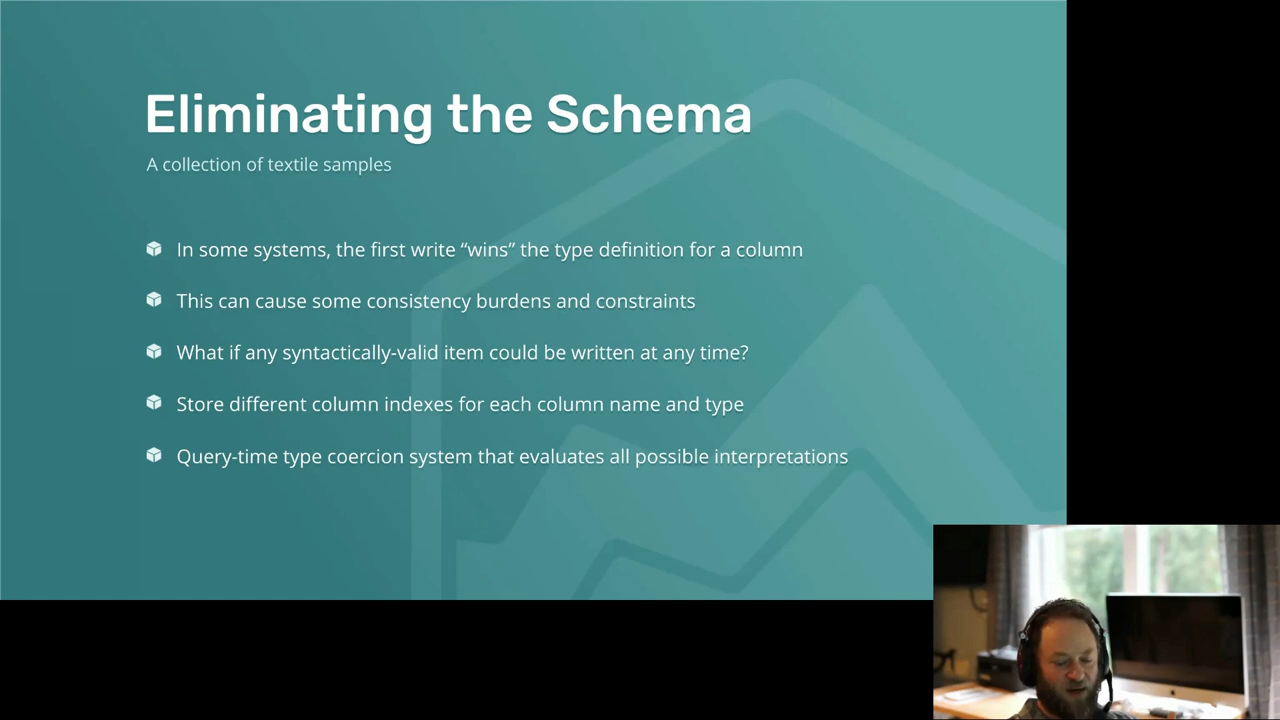 Eliminating the Schema
A collection of textile samples
In some systems, the first write “wins” the type definition for a column
This can cause some consistency burdens and constraints
What if any syntactically-valid item could be written at any time?
Store different column indexes for each column name and type
Query-time type coercion system that evaluates all possible interpretations